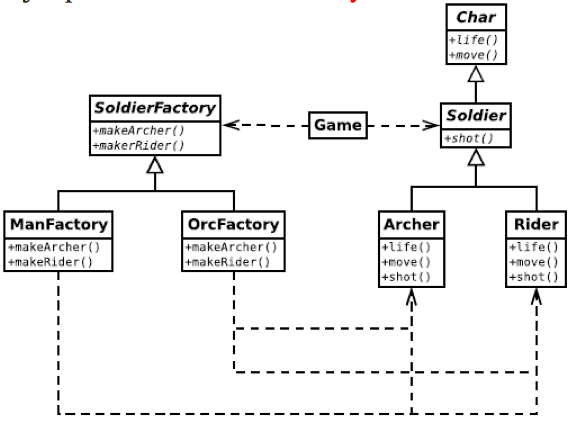 Char
+life()
+move()
SoldierFactory
+makeArcher()
+makerRider()
Game
Soldier
+shot()
ManFactory
+makeArcher()
+makeRider()
OrcFactory
+makeArcher()
+makeRider()
Archer
+life()
+move()
+shot()
Rider
+life()
+move()
+shot()